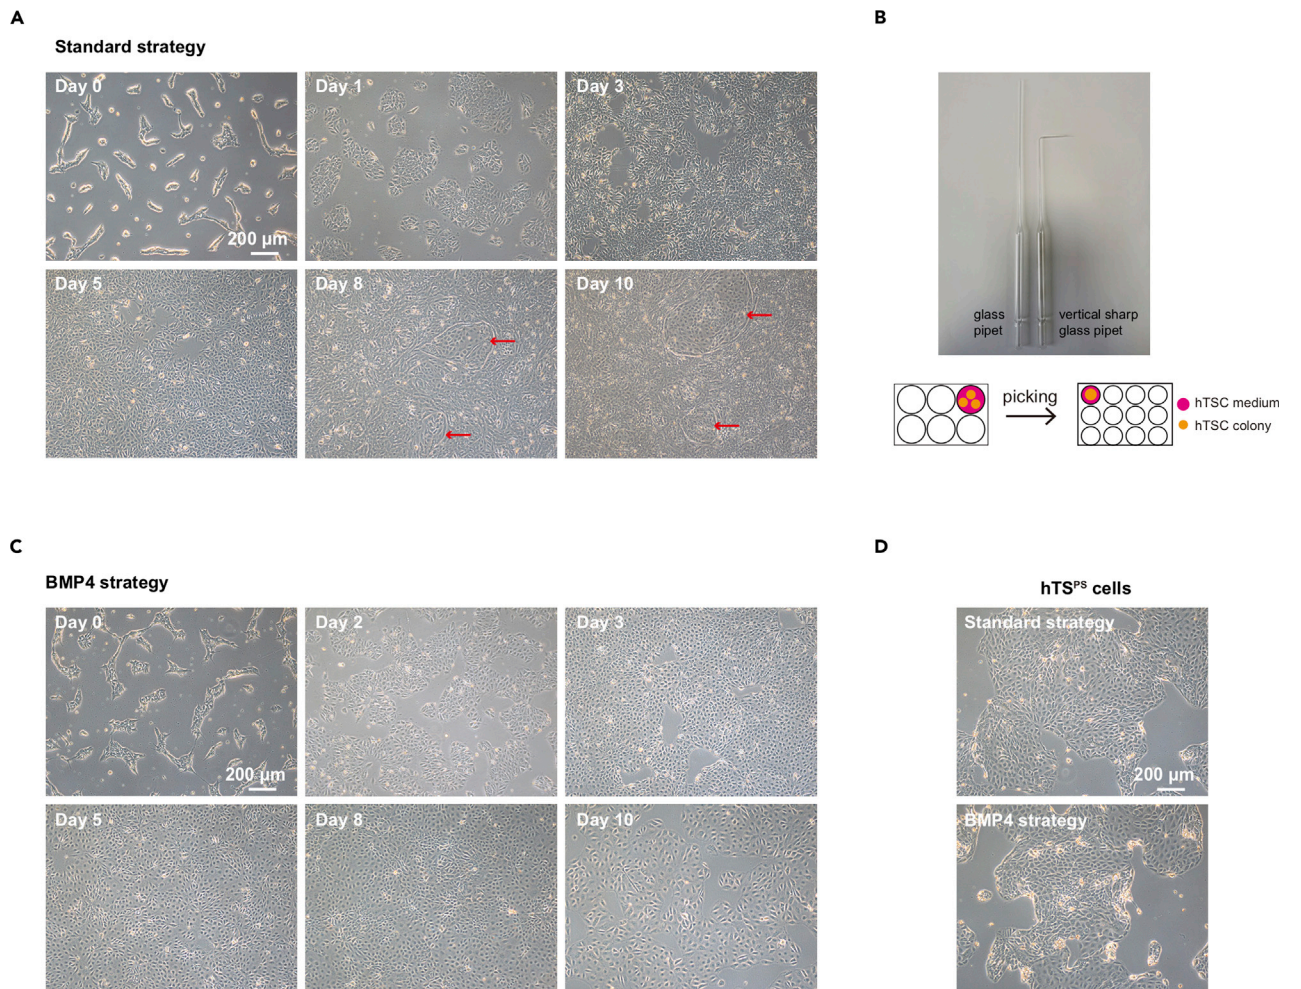 A
Standard strategy
Day 0
200 µm
Day 1
Day 3
Day 5
Day 8
Day 10
B
glass
pipet
vertical sharp
glass pipet
picking
hTSC medium
hTSC colony
C
BMP4 strategy
Day 0
200 µm
Day 2
Day 3
Day 5
Day 8
Day 10
D
hTSᴾˢ cells
Standard strategy
200 µm
BMP4 strategy